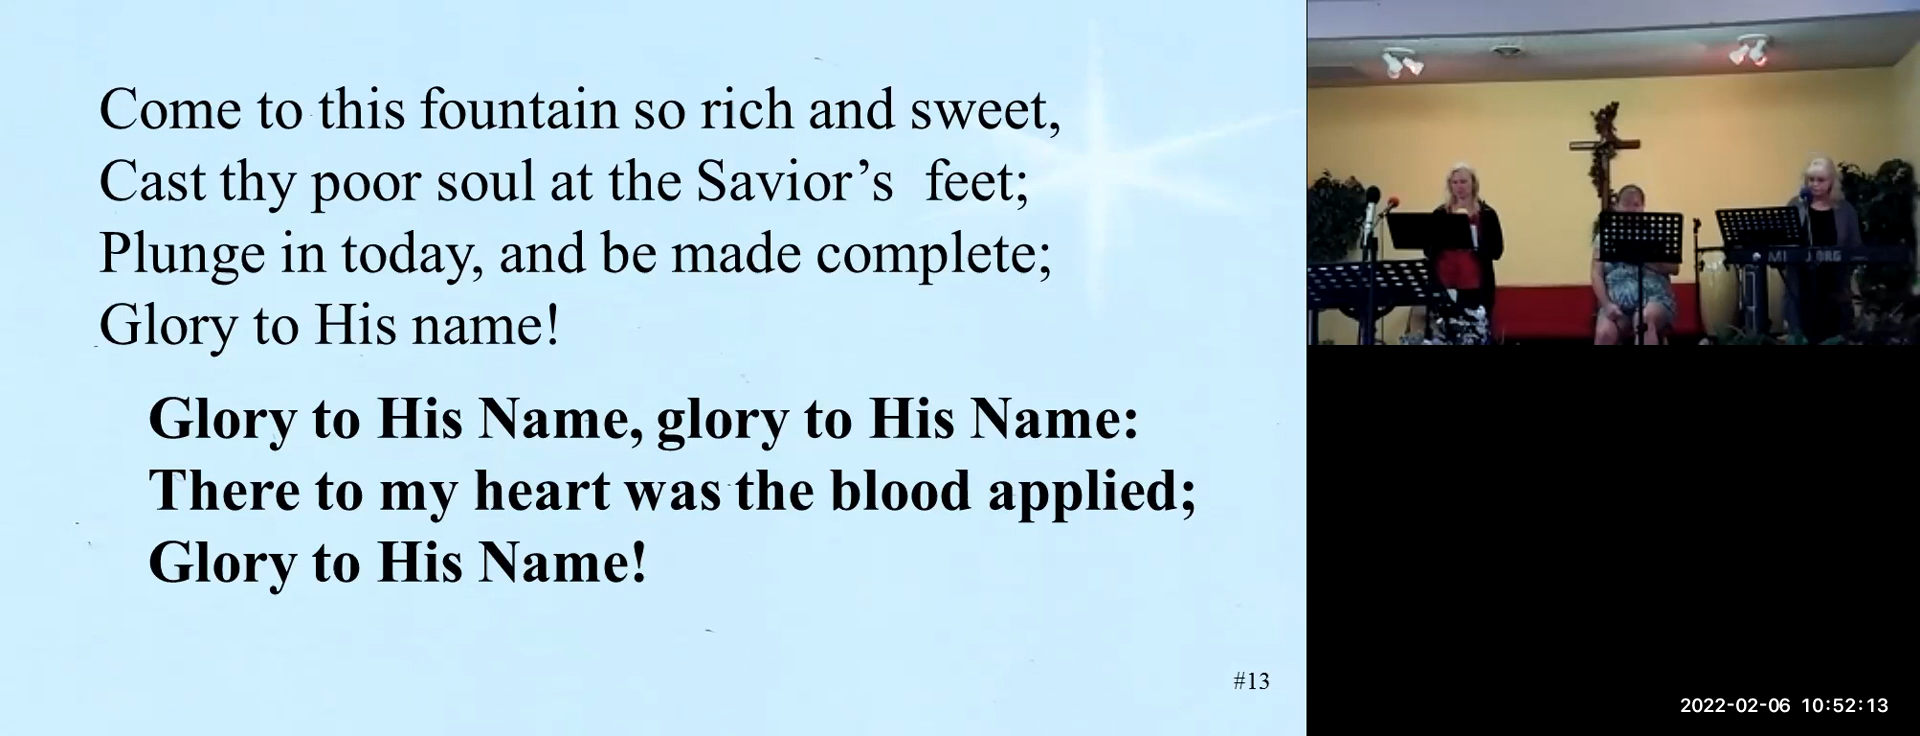 Come to this fountain so rich and sweet,
Cast thy poor soul at the Savior’s  feet;
Plunge in today, and be made complete;
Glory to His name!
Glory to His Name, glory to His Name:
There to my heart was the blood applied;
Glory to His Name!
#13
2022-02-06 10:52:13